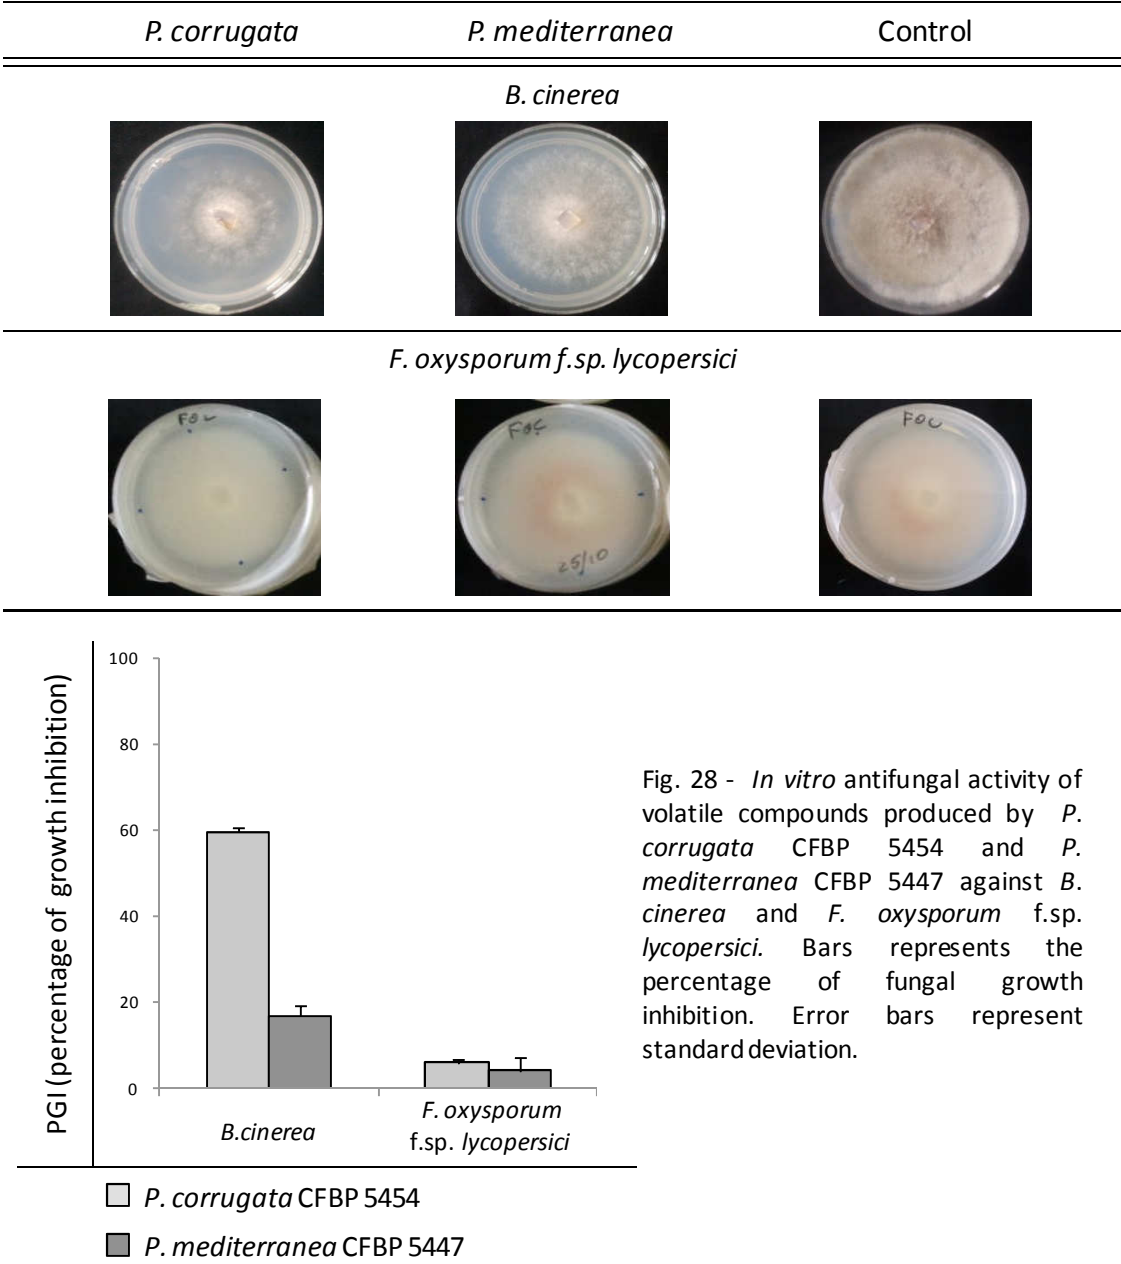 P. corrugata P. mediterranea Control
B. cinerea
F. oxysporum f.sp. lycopersici
FOL FOL FOL
25/10
PGI (percentage of growth inhibition)
100
80
60
40
20
0
B.cinerea
F. oxysporum
f.sp. lycopersici
P. corrugata CFBP 5454
P. mediterranea CFBP 5447
Fig. 28 - In vitro antifungal activity of
volatile compounds produced by P.
corrugata CFBP 5454 and P.
mediterranea CFBP 5447 against B.
cinerea and F. oxysporum f.sp.
lycopersici. Bars represents the
percentage of fungal growth
inhibition. Error bars represent
standard deviation.